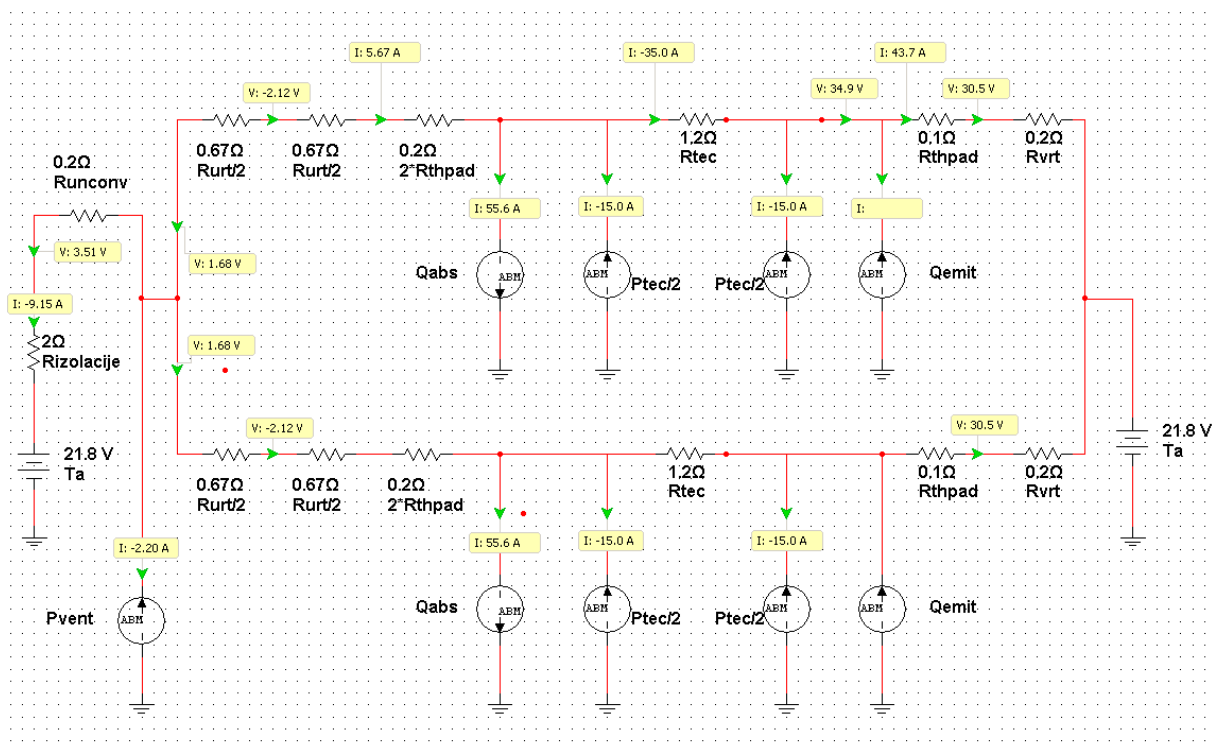 I: 5.67 A
I: -35.0 A
I: 43.7 A
V: -2.12 V
V: 34.9 V
V: 30.5 V
0.67Ω
Rurt/2
0.67Ω
Rurt/2
0.2Ω
2*Rthpad
1.2Ω
Rtec
0.1Ω
Rthpad
0.2Ω
Rvrt
0.2Ω
Runconv
I: 55.6 A
I: -15.0 A
I: -15.0 A
I:
V: 3.51 V
V: 1.68 V
Qabs
ABM
ABM
Ptec/2
Ptec/2
ABM
ABM
Qemit
I: -9.15 A
2Ω
Rizolacije
V: 1.68 V
V: -2.12 V
V: 30.5 V
21.8 V
Ta
21.8 V
Ta
0.67Ω
Rurt/2
0.67Ω
Rurt/2
0.2Ω
2*Rthpad
1.2Ω
Rtec
0.1Ω
Rthpad
0.2Ω
Rvrt
I: -2.20 A
I: 55.6 A
I: -15.0 A
I: -15.0 A
Pvent
ABM
Qabs
ABM
ABM
Ptec/2
Ptec/2
ABM
ABM
Qemit